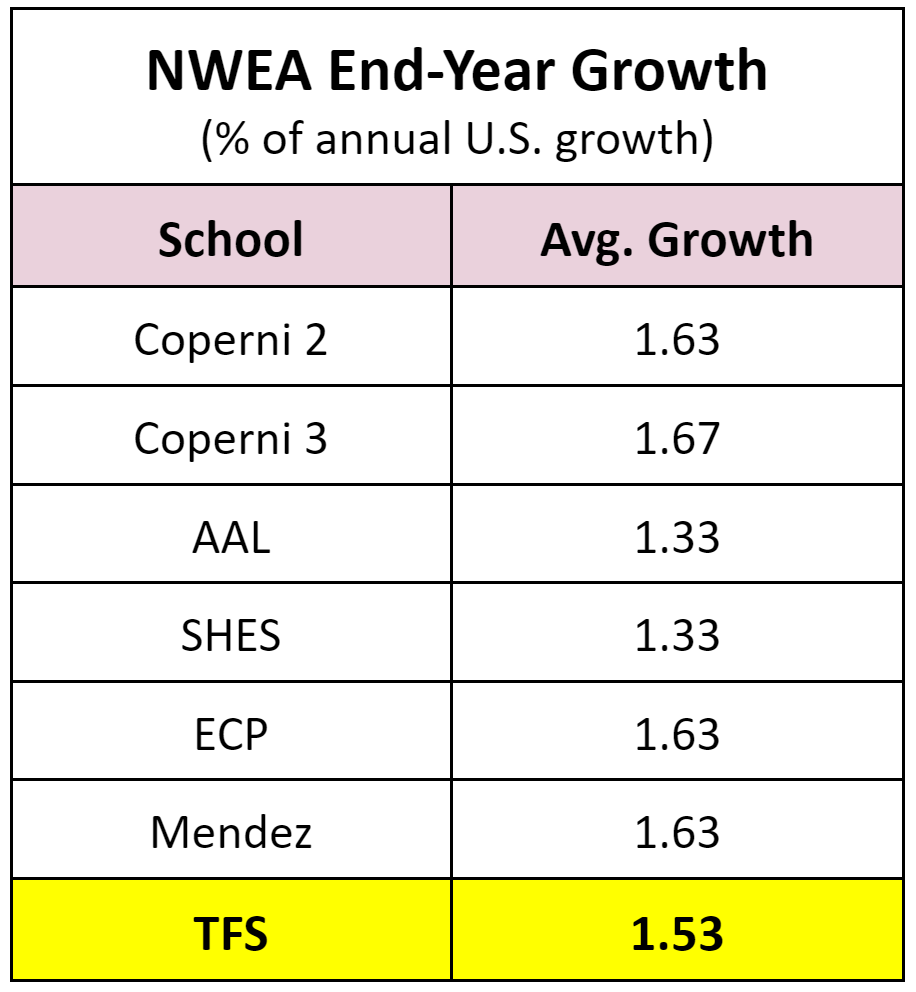 NWEA End-Year Growth
(% of annual U.S. growth)
School Avg. Growth
Coperni 2 1.63
Coperni 3 1.67
AAL 1.33
SHES 1.33
ECP 1.63
Mendez 1.63
TFS 1.53